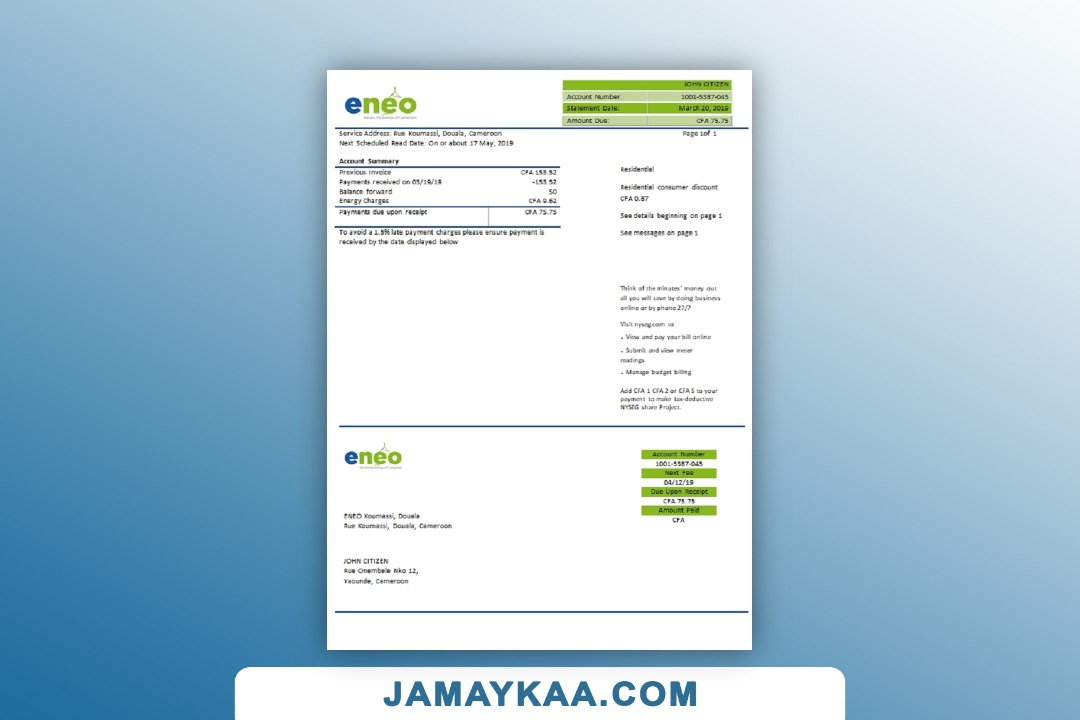 eneo
JOHN CITIZEN
Account Number: 1001-5387-045
Statement Date: March 20, 2019
Amount Due: CFA 75.75
Service Address: Rue Koumassi, Douala, Cameroon
Page 1of 1
Next Scheduled Read Date: On or about 17 May, 2019
Account Summary
Previous Invoice CFA 153.52
Payments received on 03/19/19 -153.52
Balance forward $0
Energy Charges CFA 9.62
Payments due upon receipt CFA 75.75
To avoid a 1.5% late payment charges please ensure payment is
received by the date displayed below
Residential
Residential consumer discount
CFA 0.87
See details beginning on page 1
See messages on page 1
Think of the minutes' money out
all you will save by doing business
online or by phone 27/7
Visit nyseg.com to
• View and pay your bill online
• Submit and view meter
readings
• Manage budget billing
Add CFA 1 CFA 2 or CFA 5 to your
payment to make tax-deductive
NYSEG share Project.
eneo
Account Number
1001-5387-045
Next Fee
04/12/19
Due Upon Receipt
CFA 75.75
Amount Paid
CFA
ENEO Koumassi, Douala
Rue Koumassi, Douala, Cameroon
JOHN CITIZEN
Rue Onembele Nko 12,
Yaounde, Cameroon
JAMAYKAA.COM